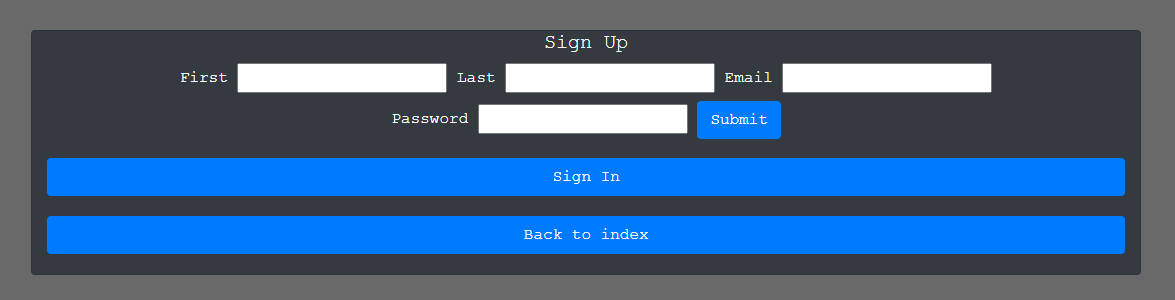 Sign Up
First Last Email
Password Submit
Sign In
Back to index